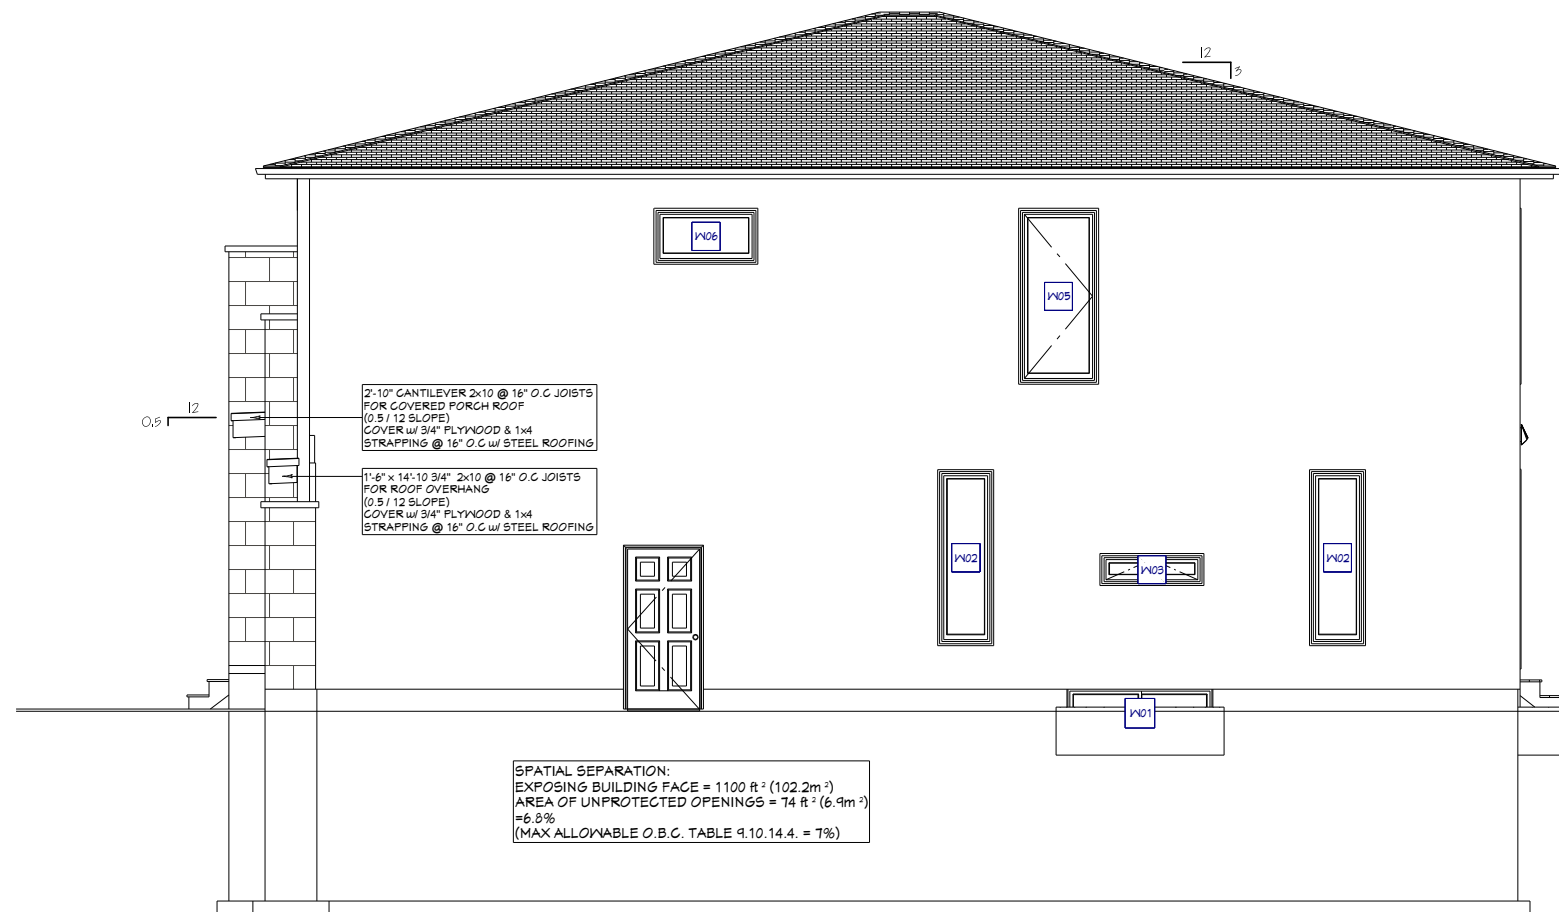 12
3
W06
W05
2'-10" CANTILEVER 2x10 @ 16" O.C JOISTS
FOR COVERED PORCH ROOF
(0.5 / 12 SLOPE)
COVER w/ 3/4" PLYWOOD & 1x4
STRAPPING @ 16" O.C w/ STEEL ROOFING
12
0.5
1'-6" x 14'-10 3/4" 2x10 @ 16" O.C JOISTS
FOR ROOF OVERHANG
(0.5 / 12 SLOPE)
COVER w/ 3/4" PLYWOOD & 1x4
STRAPPING @ 16" O.C w/ STEEL ROOFING
W02
W03
W02
W01
SPATIAL SEPARATION:
EXPOSING BUILDING FACE = 1100 ft² (102.2m²)
AREA OF UNPROTECTED OPENINGS = 74 ft² (6.9m²)
=6.8%
(MAX ALLOWABLE O.B.C. TABLE 9.10.14.4. = 7%)